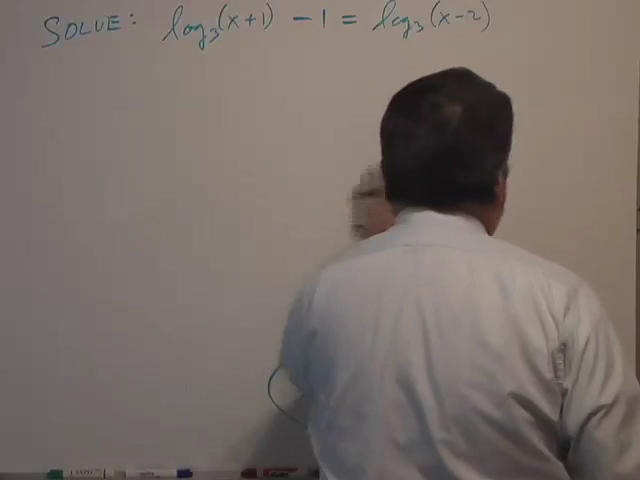 SOLVE: log₃(x+1) - 1 = log₃(x-2)